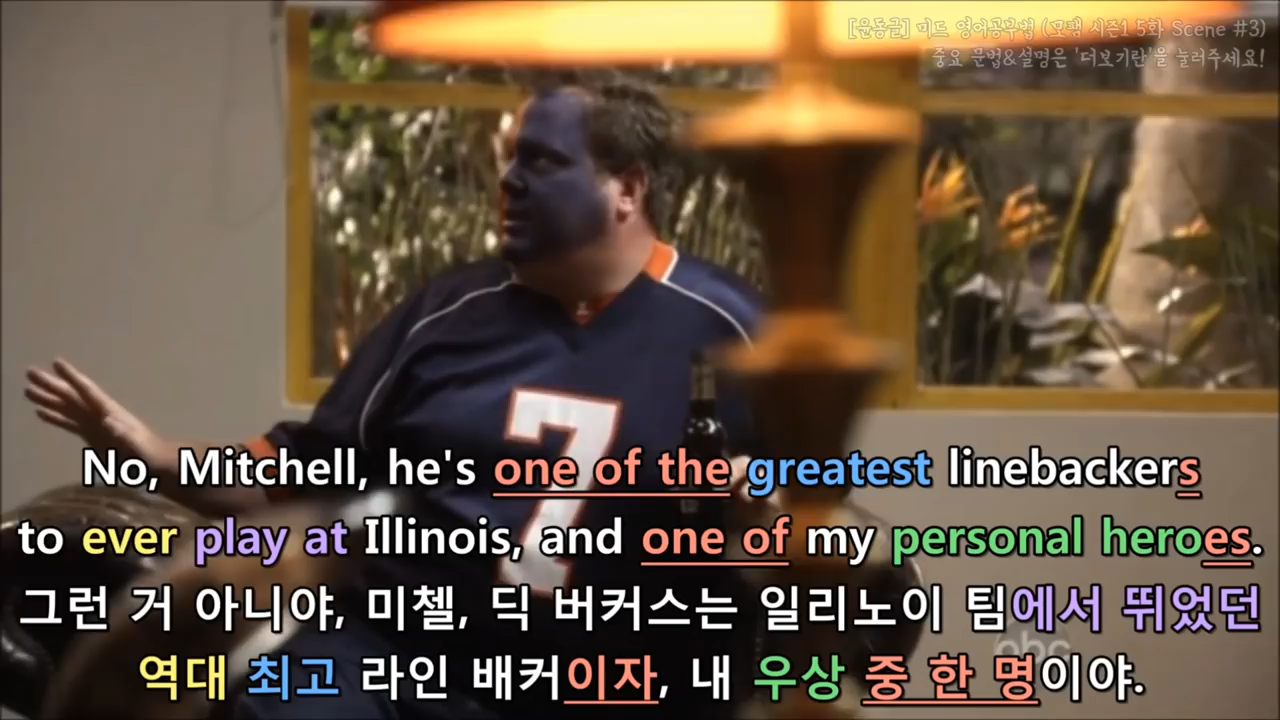 [윤동글] 미드 영어공부법 (모팸 시즌1 5화 Scene #3)
중요 문법&설명은 '더보기란'을 눌러주세요!
7
No, Mitchell, he's one of the greatest linebackers
to ever play at Illinois, and one of my personal heroes.
그런 거 아니야, 미첼, 딕 버커스는 일리노이 팀에서 뛰었던
역대 최고 라인 배커이자, 내 우상 중 한 명이야.
abc